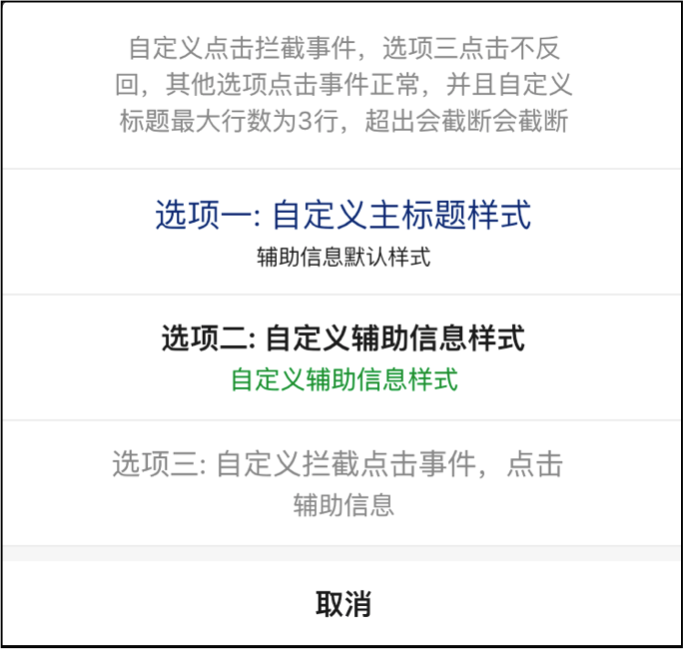 自定义点击拦截事件，选项三点击不反
回，其他选项点击事件正常，并且自定义
标题最大行数为3行，超出会截断会截断
选项一: 自定义主标题样式
辅助信息默认样式
选项二: 自定义辅助信息样式
自定义辅助信息样式
选项三: 自定义拦截点击事件，点击
辅助信息
取消